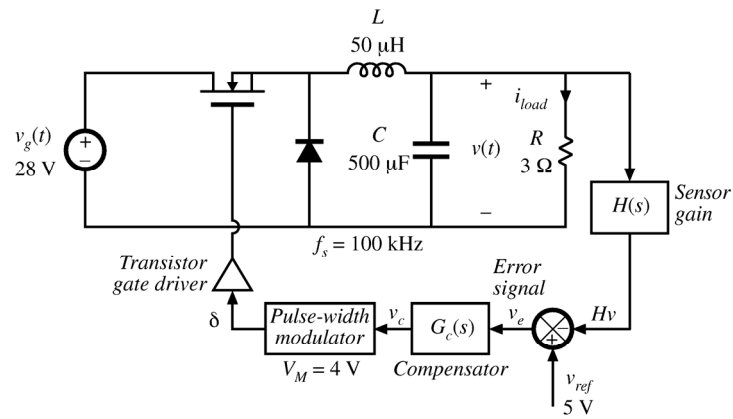 L
50 µH
+
i_load
v_g(t)
+
−
28 V
C
500 µF
v(t)
R
3 Ω
−
H(s)
Sensor
gain
f_s = 100 kHz
Transistor
gate driver
Error
signal
δ
Pulse-width
modulator
v_c
G_c(s)
v_e
−
+
Hv
V_M = 4 V
Compensator
v_ref
5 V